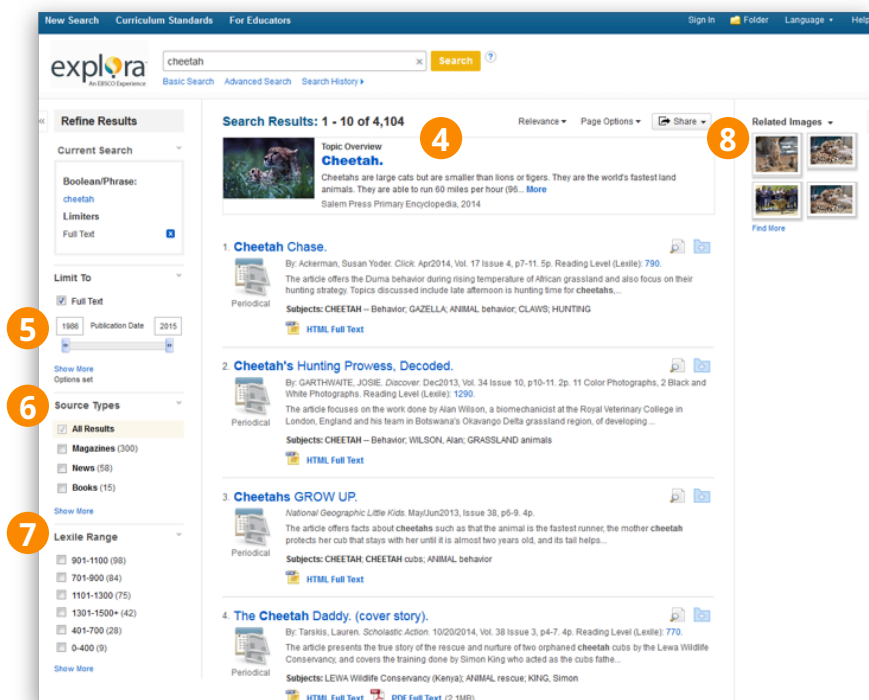 New Search Curriculum Standards For Educators Sign In Folder Language Help
explora
An EBSCO Experience
cheetah × Search ?
Basic Search Advanced Search Search History
Refine Results
Current Search
Boolean/Phrase:
cheetah
Limiters
Full Text
Limit To
Full Text
5
1986 Publication Date 2015
Show More
Options set
6
Source Types
All Results
Magazines (300)
News (58)
Books (15)
Show More
7
Lexile Range
901-1100 (98)
701-900 (84)
1101-1300 (75)
1301-1500+ (42)
401-700 (28)
0-400 (9)
Show More
Search Results: 1 - 10 of 4,104
4
Relevance Page Options Share
Topic Overview
Cheetah.
Cheetahs are large cats but are smaller than lions or tigers. They are the world's fastest land
animals. They are able to run 60 miles per hour (96... More
Salem Press Primary Encyclopedia, 2014
1. Cheetah Chase.
By: Ackerman, Susan Yoder. Click. Apr2014, Vol. 17 Issue 4, p7-11. 5p. Reading Level (Lexile): 790.
The article offers the Duma behavior during rising temperature of African grassland and also focus on their
hunting strategy. Topics discussed include late afternoon is hunting time for cheetahs,...
Periodical
Subjects: CHEETAH -- Behavior; GAZELLA; ANIMAL behavior; CLAWS; HUNTING
HTML Full Text
2. Cheetah's Hunting Prowess, Decoded.
By: GARTHWAITE, JOSIE. Discover. Dec2013, Vol. 34 Issue 10, p10-11. 2p. 11 Color Photographs, 2 Black and
White Photographs. Reading Level (Lexile): 1290.
The article focuses on the work done by Alan Wilson, a biomechanicist at the Royal Veterinary College in
London, England and his team in Botswana's Okavango Delta grassland region, of developing ...
Periodical
Subjects: CHEETAH -- Behavior; WILSON, Alan; GRASSLAND animals
HTML Full Text
3. Cheetahs GROW UP.
National Geographic Little Kids. May/Jun2013, Issue 38, p6-9. 4p.
The article offers facts about cheetahs such as that the animal is the fastest runner, the mother cheetah
protects her cub that stays with her until it is almost two years old, and its tail helps...
Periodical
Subjects: CHEETAH; CHEETAH cubs; ANIMAL behavior
HTML Full Text
4. The Cheetah Daddy. (cover story).
By: Tarskis, Lauren. Scholastic Action. 10/20/2014, Vol. 38 Issue 3, p4-7. 4p. Reading Level (Lexile): 770.
The article presents the true story of the rescue and nurture of two orphaned cheetah cubs by the Lewa Wildlife
Conservancy, and covers the training done by Simon King who acted as the cubs fathe...
Periodical
Subjects: LEWA Wildlife Conservancy (Kenya); ANIMAL rescue; KING, Simon
HTML Full Text PDF Full Text (2.1MB)
8
Related Images
Find More